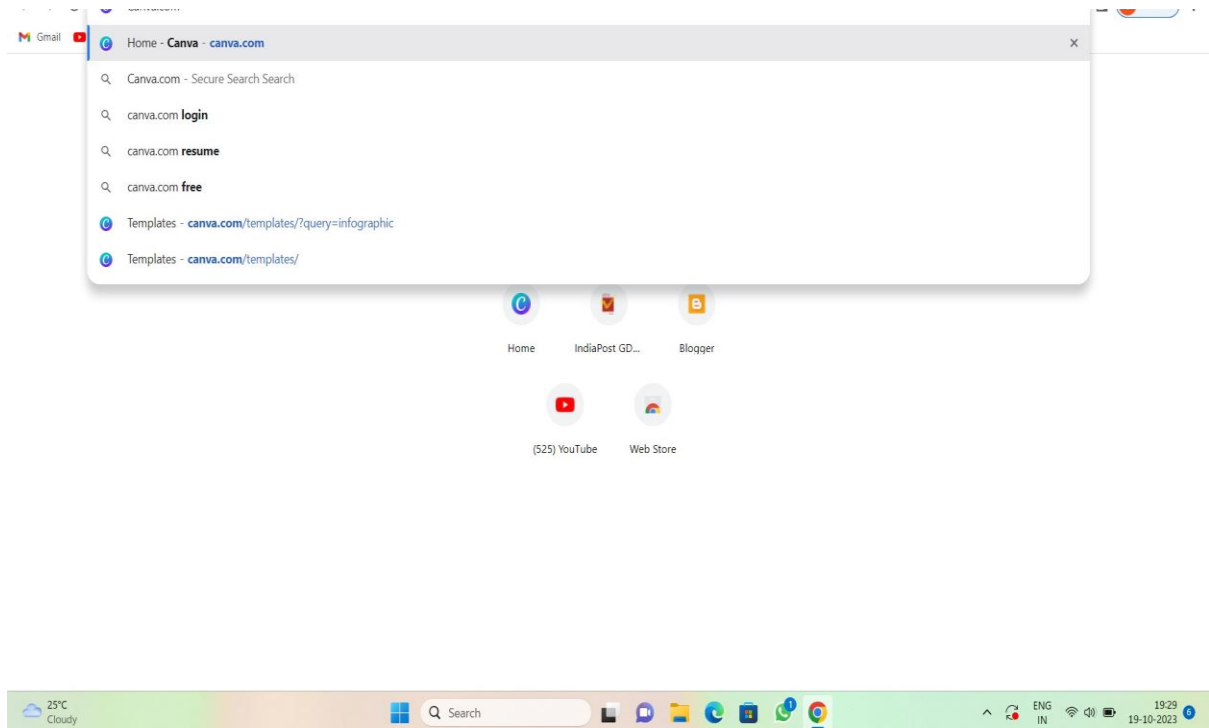 Gmail
Home - Canva - canva.com
Canva.com - Secure Search Search
canva.com login
canva.com resume
canva.com free
Templates - canva.com/templates/?query=infographic
Templates - canva.com/templates/
Home IndiaPost GD... Blogger
(525) YouTube Web Store
25°C
Cloudy
Search
ENG
IN
19:29
19-10-2023
6